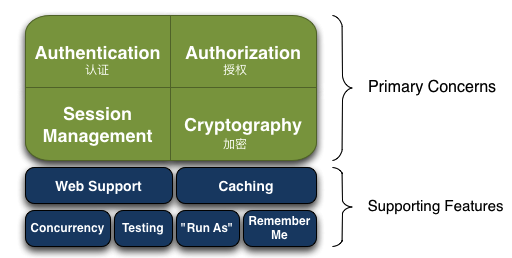 Authentication
认证
Authorization
授权
Session
Management
Cryptography
加密
Primary Concerns
Web Support
Caching
Concurrency
Testing
"Run As"
Remember
Me
Supporting Features